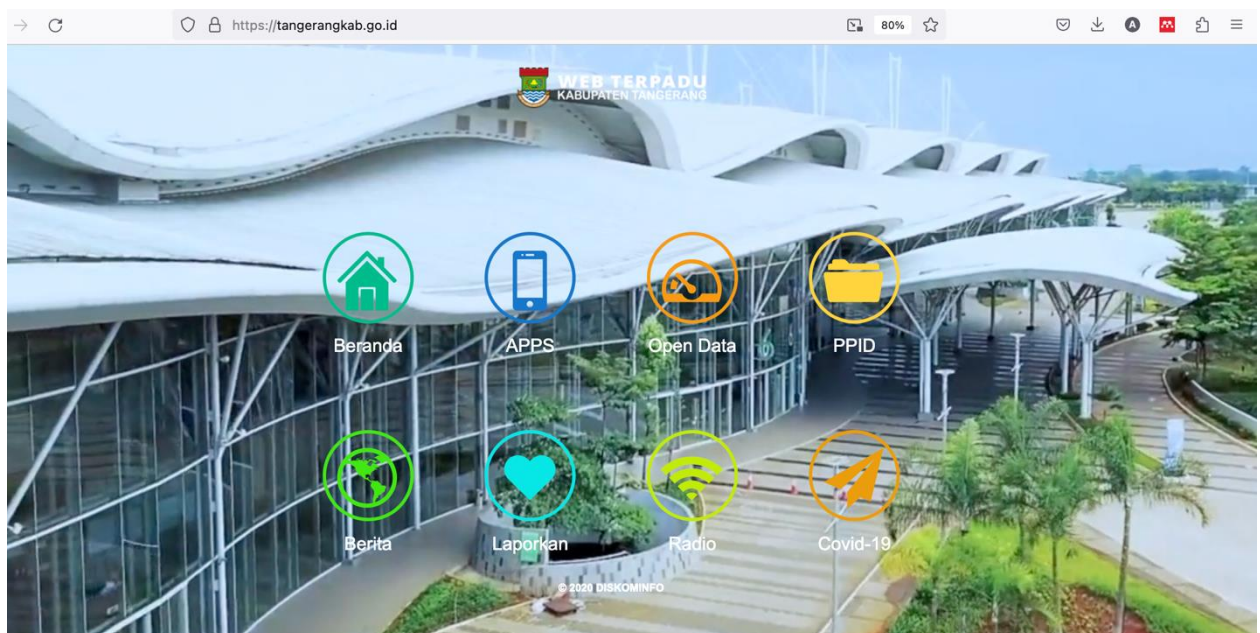 https://tangerangkab.go.id
80%
A
WEB TERPADU
KABUPATEN TANGERANG
Beranda
APPS
Open Data
PPID
Berita
Laporkan
Radio
Covid-19
© 2020 DISKOMINFO